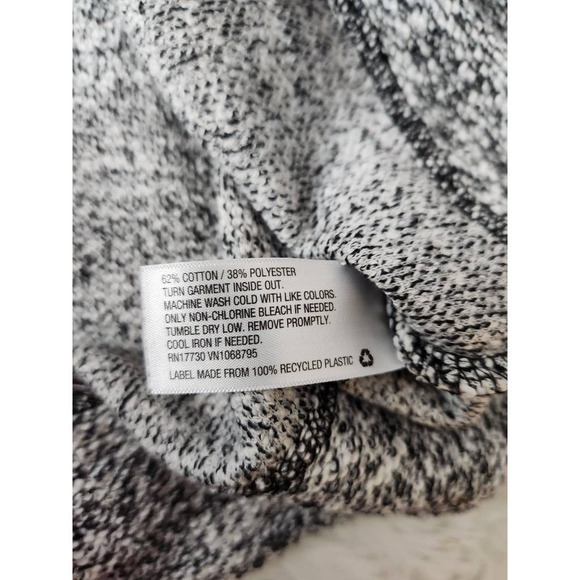 62% COTTON / 38% POLYESTER
TURN GARMENT INSIDE OUT.
MACHINE WASH COLD WITH LIKE COLORS.
ONLY NON-CHLORINE BLEACH IF NEEDED.
TUMBLE DRY LOW. REMOVE PROMPTLY.
COOL IRON IF NEEDED.
RN17730 VN1068795
LABEL MADE FROM 100% RECYCLED PLASTIC